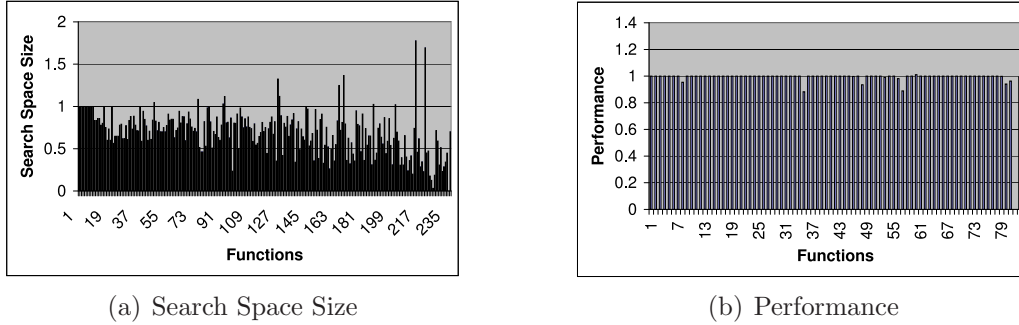 2
1.5
1
0.5
0
Search Space Size
1 19 37 55 73 91 109 127 145 163 181 199 217 235
Functions
(a) Search Space Size
1.4
1.2
1
0.8
0.6
0.4
0.2
0
Performance
1 7 13 19 25 31 37 43 49 55 61 67 73 79
Functions
(b) Performance